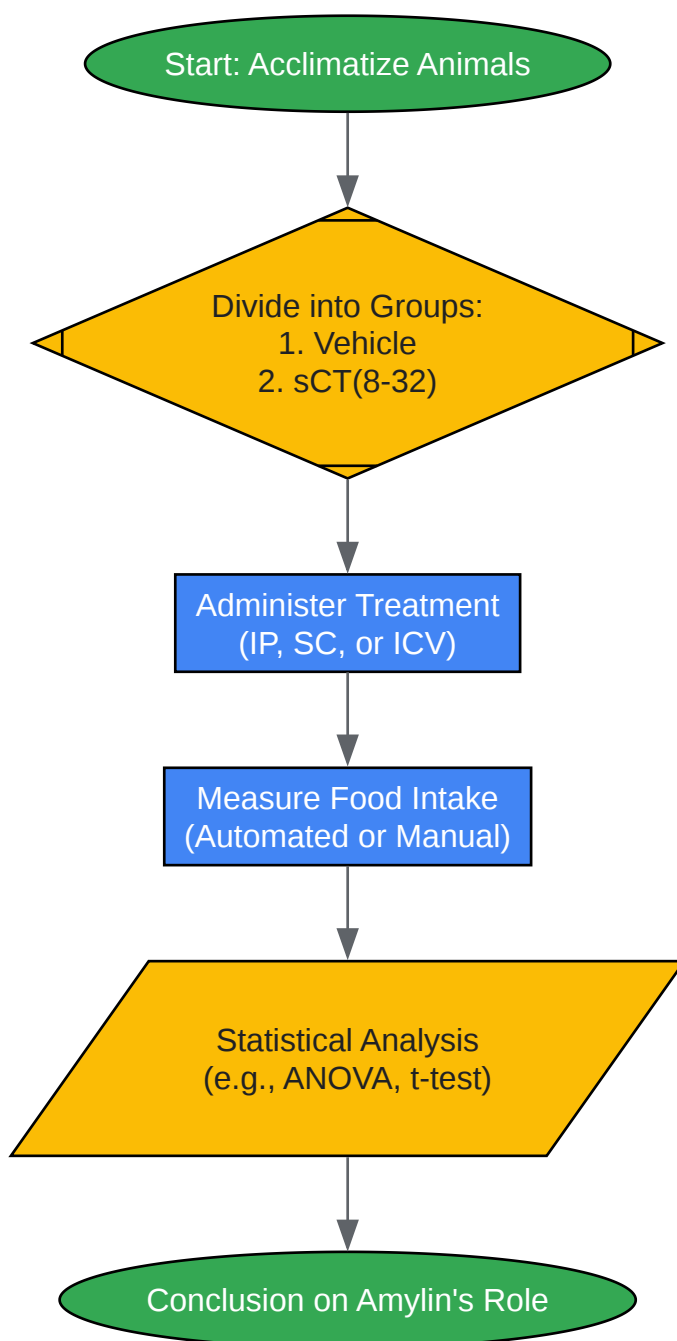 Start: Acclimatize Animals
Divide into Groups:
1. Vehicle
2. sCT(8-32)
Administer Treatment
(IP, SC, or ICV)
Measure Food Intake
(Automated or Manual)
Statistical Analysis
(e.g., ANOVA, t-test)
Conclusion on Amylin's Role